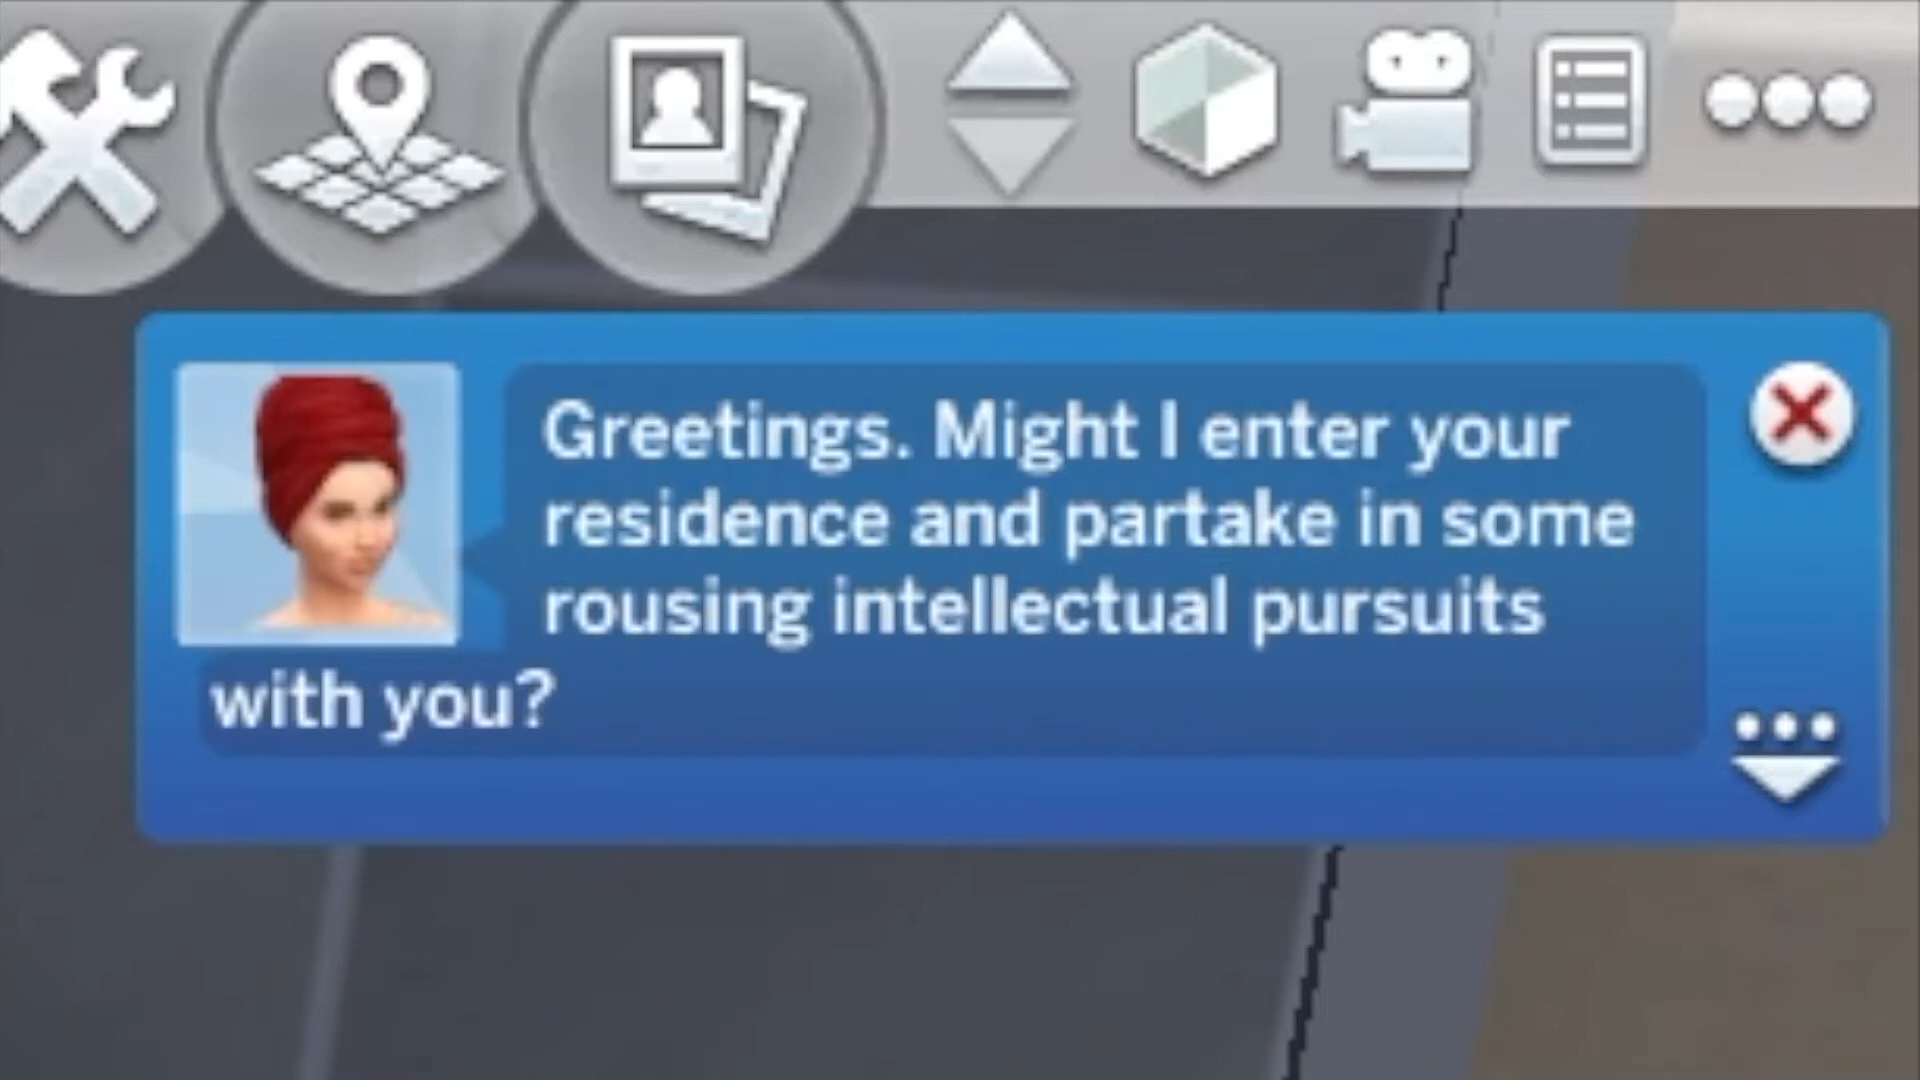 Greetings. Might I enter your
residence and partake in some
rousing intellectual pursuits
with you?